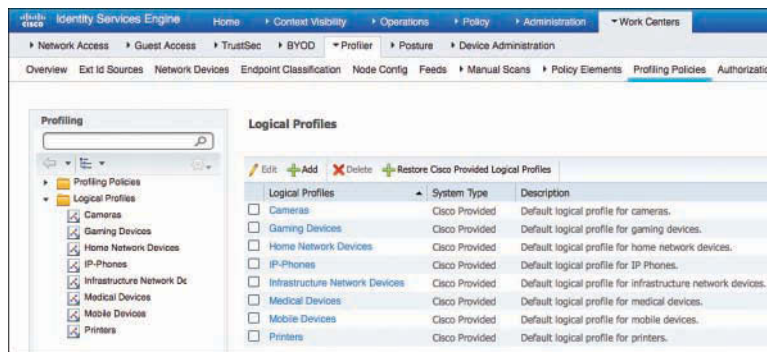 cisco Identity Services Engine Home Context Visibility Operations Policy Administration Work Centers
Network Access Guest Access TrustSec BYOD Profiler Posture Device Administration
Overview Ext Id Sources Network Devices Endpoint Classification Node Config Feeds Manual Scans Policy Elements Profiling Policies
Profiling
Logical Profiles
Edit Add Delete Restore Cisco Provided Logical Profiles
Profiling Policies
Logical Profiles
Cameras
Gaming Devices
Home Network Devices
IP-Phones
Infrastructure Network De
Medical Devices
Mobile Devices
Printers
Logical Profiles System Type Description
Cameras Cisco Provided Default logical profile for cameras.
Gaming Devices Cisco Provided Default logical profile for gaming devices.
Home Network Devices Cisco Provided Default logical profile for home network devices.
IP-Phones Cisco Provided Default logical profile for IP Phones.
Infrastructure Network Devices Cisco Provided Default logical profile for infrastructure network devices.
Medical Devices Cisco Provided Default logical profile for medical devices.
Mobile Devices Cisco Provided Default logical profile for mobile devices.
Printers Cisco Provided Default logical profile for printers.